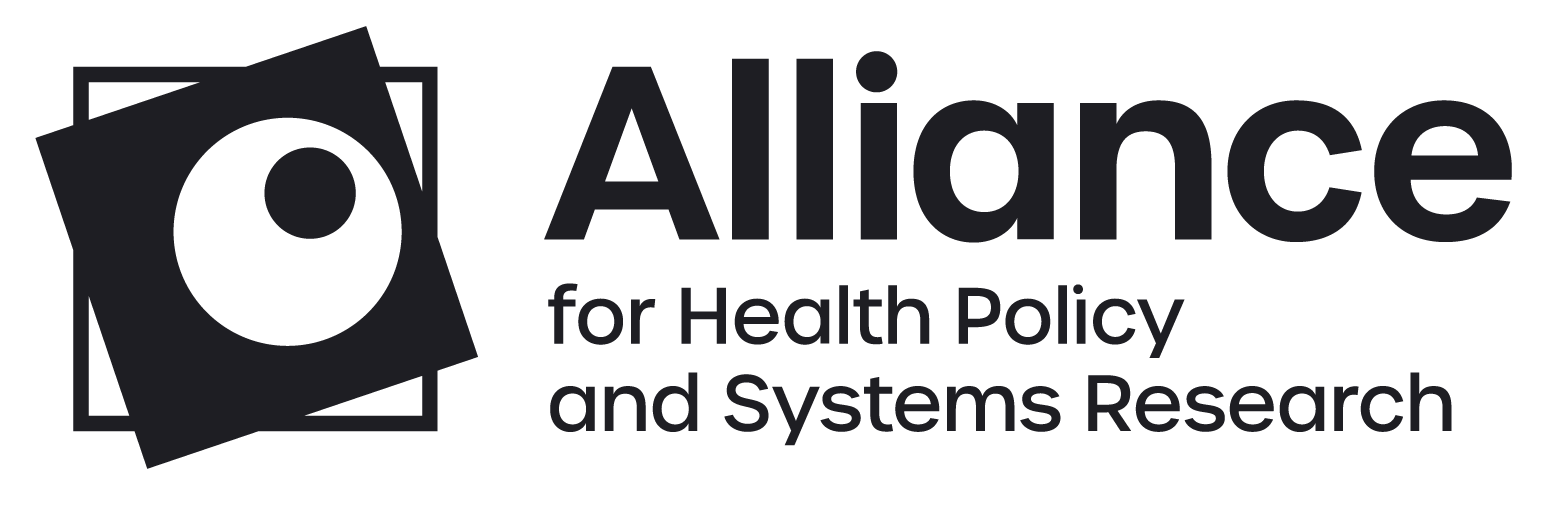 Alliance
for Health Policy
and Systems Research